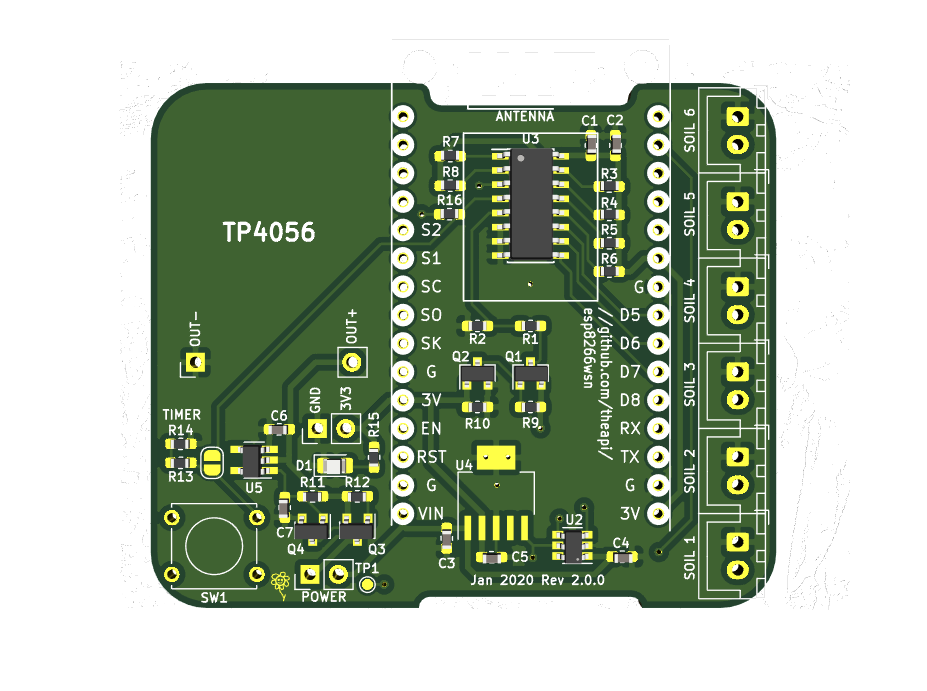 ANTENNA
C1 C2
U3
R7
R8
R16
R3
R4
R5
R6
TP4056
S2
S1
SC
SO
SK
G
3V
EN
RST
G
VIN
G
D5
D6
D7
D8
RX
TX
G
3V
SOIL 6
SOIL 5
SOIL 4
SOIL 3
SOIL 2
SOIL 1
//github.com/theapi/
esp8266wsn
R2 R1
Q2 Q1
R10 R9
OUT-
OUT+
GND
3V3
TIMER
R14
R13
C6
R15
D1
U5
R11 R12
C7
Q4 Q3
U4
U2
C3
C5
C4
TP1
SW1
POWER
Jan 2020 Rev 2.0.0